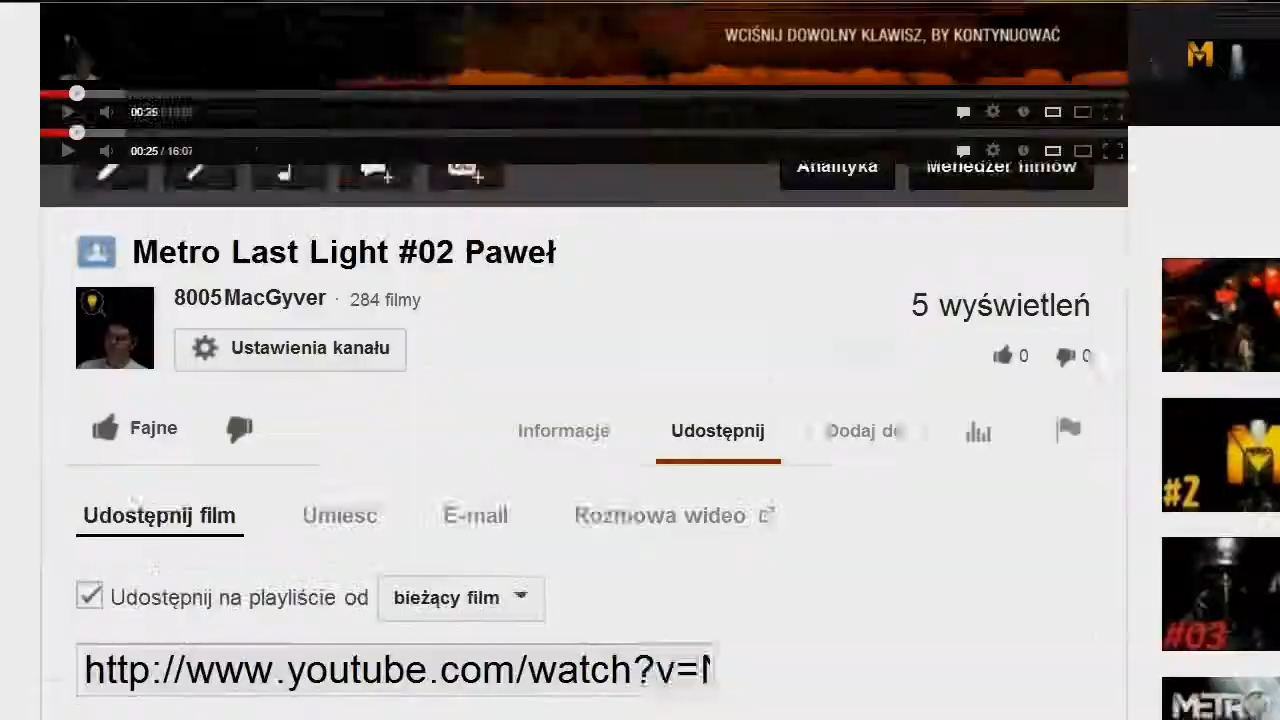 WCIŚNIJ DOWOLNY KLAWISZ, BY KONTYNUOWAĆ
00:25
00:25 / 16:07
Analityka Menedżer filmów
Metro Last Light #02 Paweł
8005MacGyver · 284 filmy
5 wyświetleń
Ustawienia kanału
0 0
Fajne
Informacje Udostępnij Dodaj do
Udostępnij film Umieść E-mail Rozmowa wideo
#2
Udostępnij na playliście od bieżący film
#03
http://www.youtube.com/watch?v=
METRO